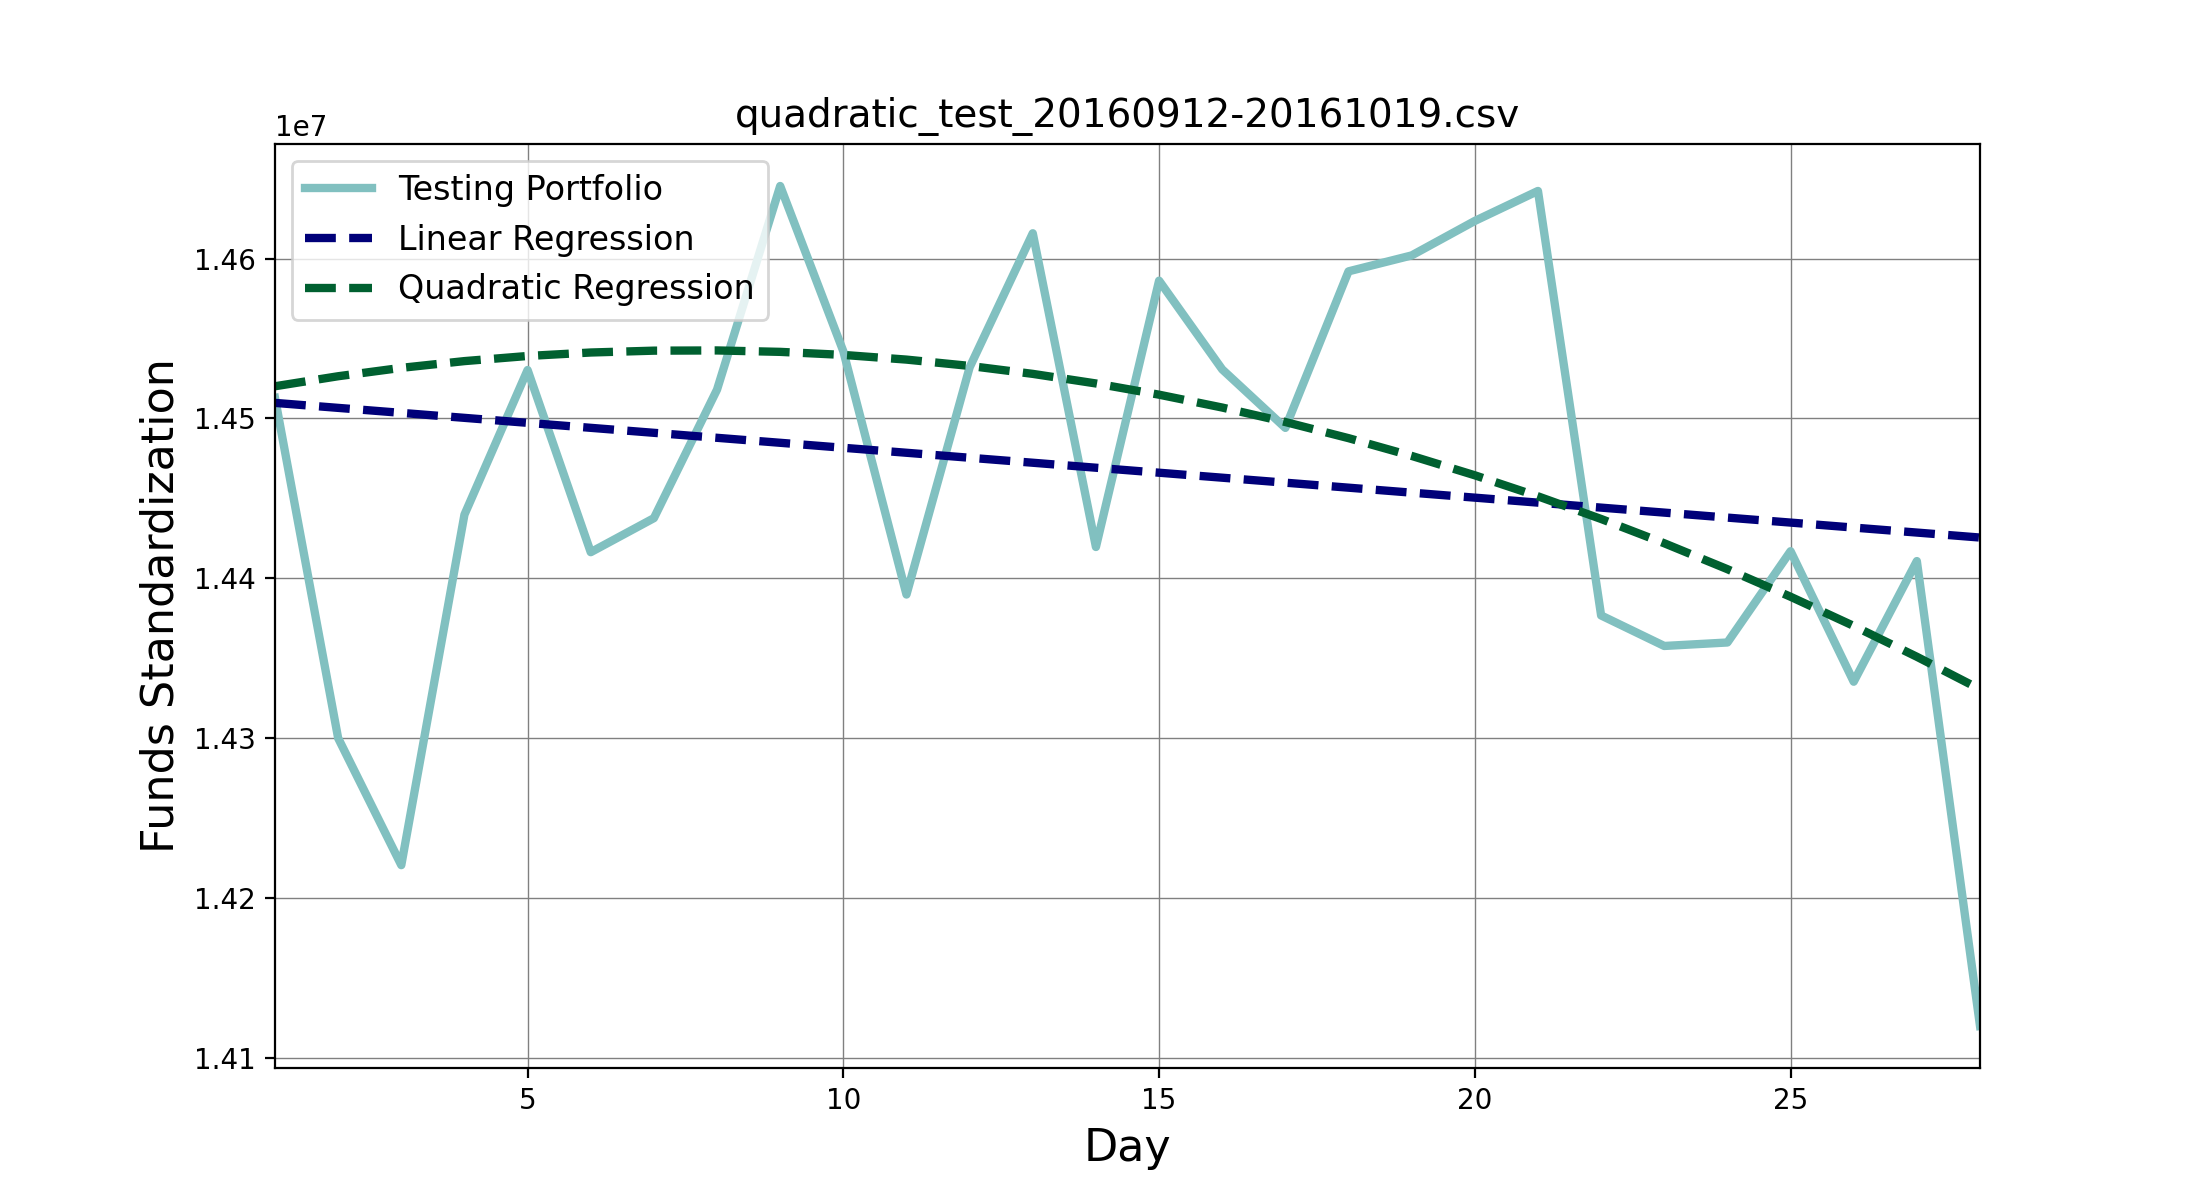 quadratic_test_20160912-20161019.csv
1e7
Testing Portfolio
Linear Regression
Quadratic Regression
Funds Standardization
1.46
1.45
1.44
1.43
1.42
1.41
5 10 15 20 25
Day